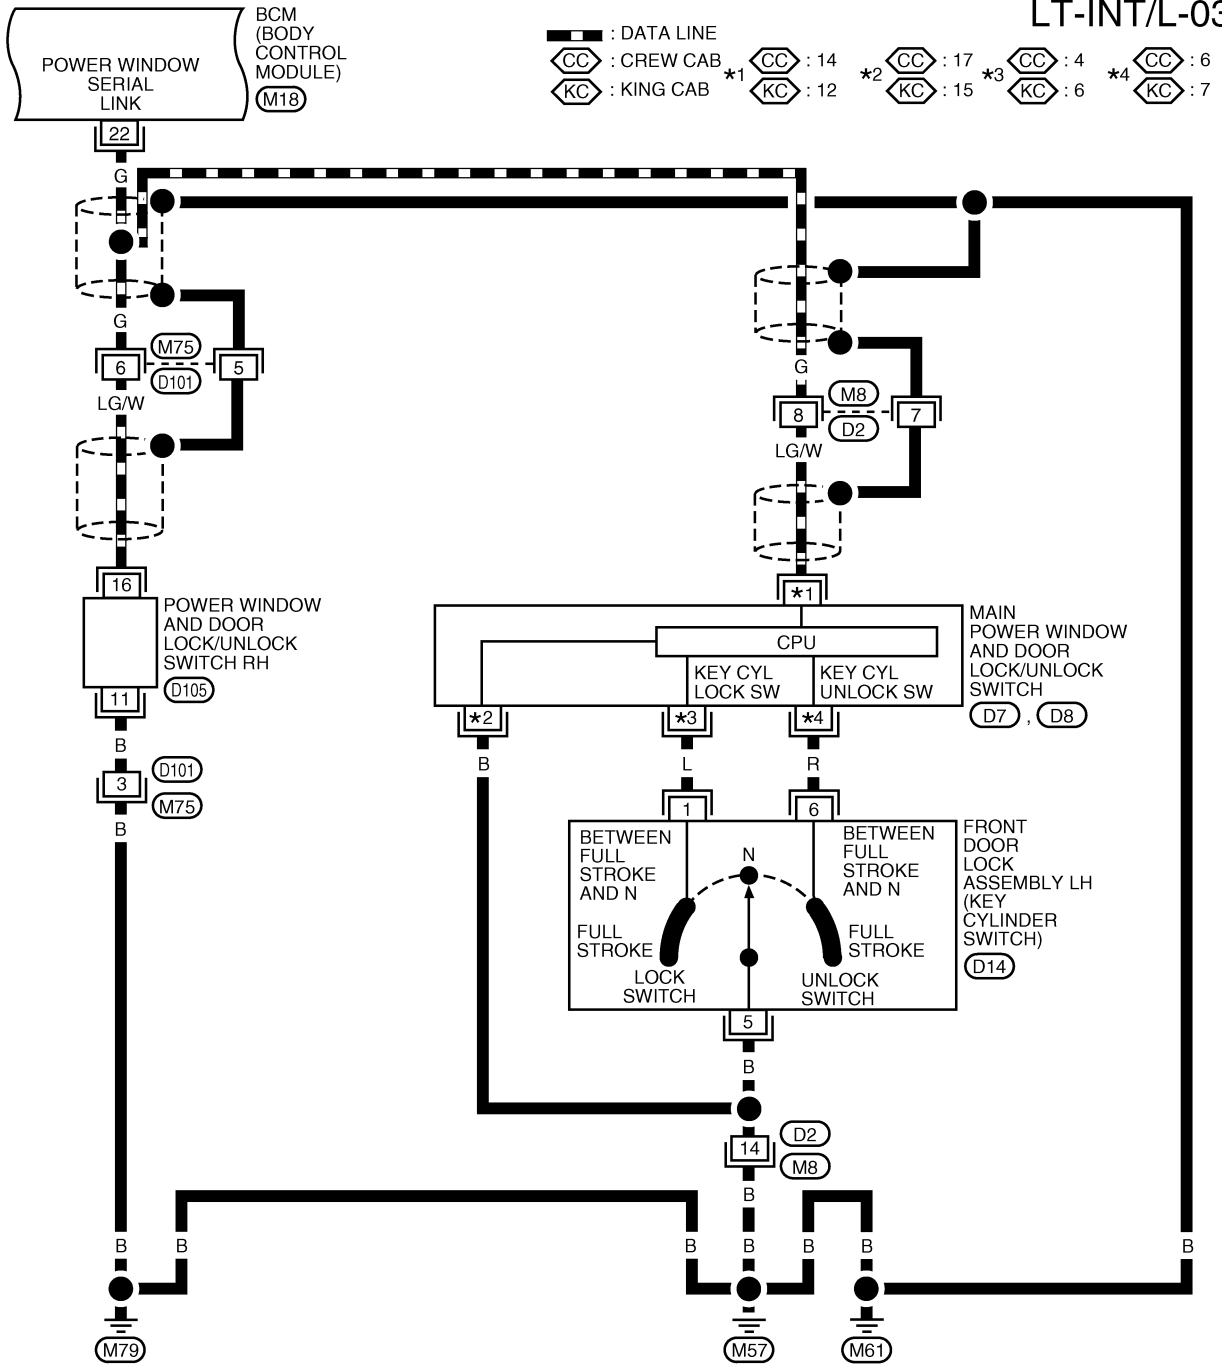 LT-INT/L-03
BCM
(BODY
CONTROL
MODULE)
M18
POWER WINDOW
SERIAL
LINK
22
: DATA LINE
CC : CREW CAB
KC : KING CAB
*1 CC : 14
KC : 12
*2 CC : 17
KC : 15
*3 CC : 4
KC : 6
*4 CC : 6
KC : 7
G
G
6
M75
D101
5
LG/W
G
8
M8
D2
7
LG/W
16
POWER WINDOW
AND DOOR
LOCK/UNLOCK
SWITCH RH
D105
11
B
3
D101
M75
B
*1
CPU
KEY CYL
LOCK SW
KEY CYL
UNLOCK SW
MAIN
POWER WINDOW
AND DOOR
LOCK/UNLOCK
SWITCH
D7 , D8
*2
*3
*4
B
L
R
1
6
BETWEEN
FULL
STROKE
AND N
N
BETWEEN
FULL
STROKE
AND N
FULL
STROKE
FULL
STROKE
LOCK
SWITCH
UNLOCK
SWITCH
FRONT
DOOR
LOCK
ASSEMBLY LH
(KEY
CYLINDER
SWITCH)
D14
5
B
14
D2
M8
B
B
B
B
B
B
B
B
M79
M57
M61